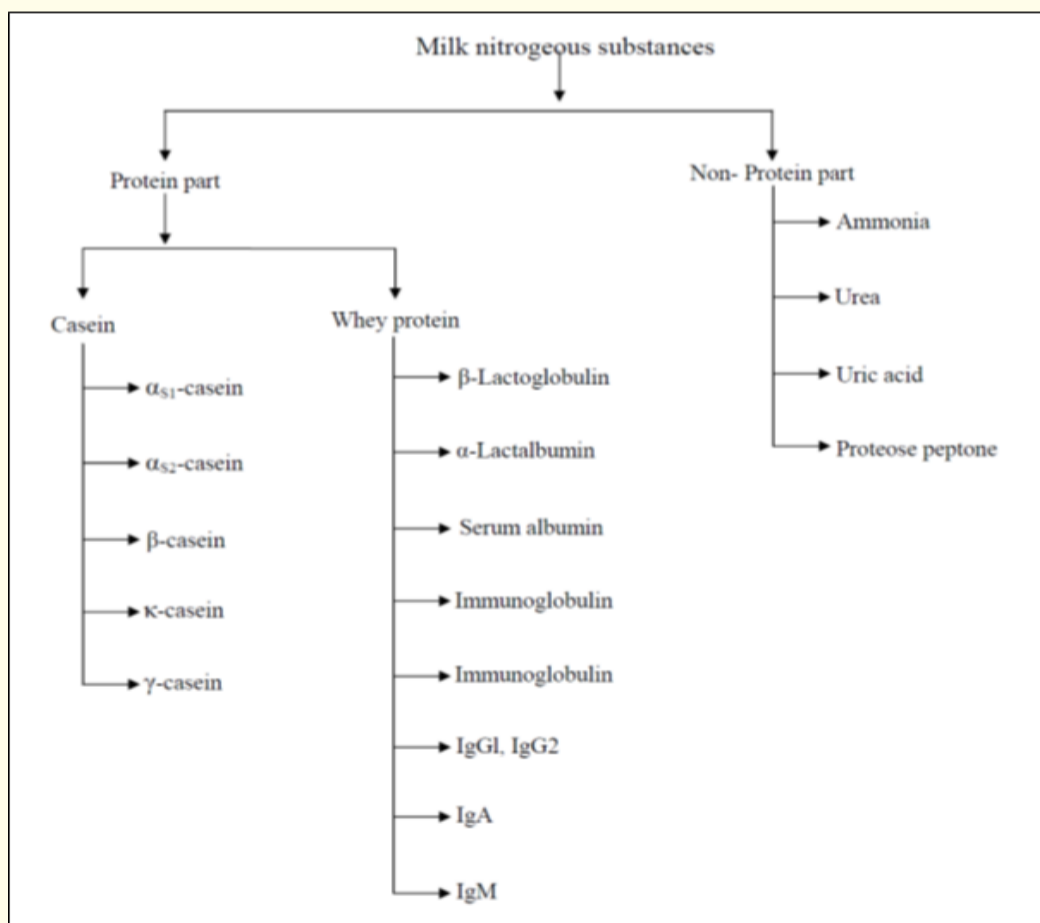 Milk nitrogeous substances
Protein part
Non- Protein part
Casein
αS1-casein
αS2-casein
β-casein
κ-casein
γ-casein
Whey protein
β-Lactoglobulin
α-Lactalbumin
Serum albumin
Immunoglobulin
Immunoglobulin
IgGl, IgG2
IgA
IgM
Ammonia
Urea
Uric acid
Proteose peptone